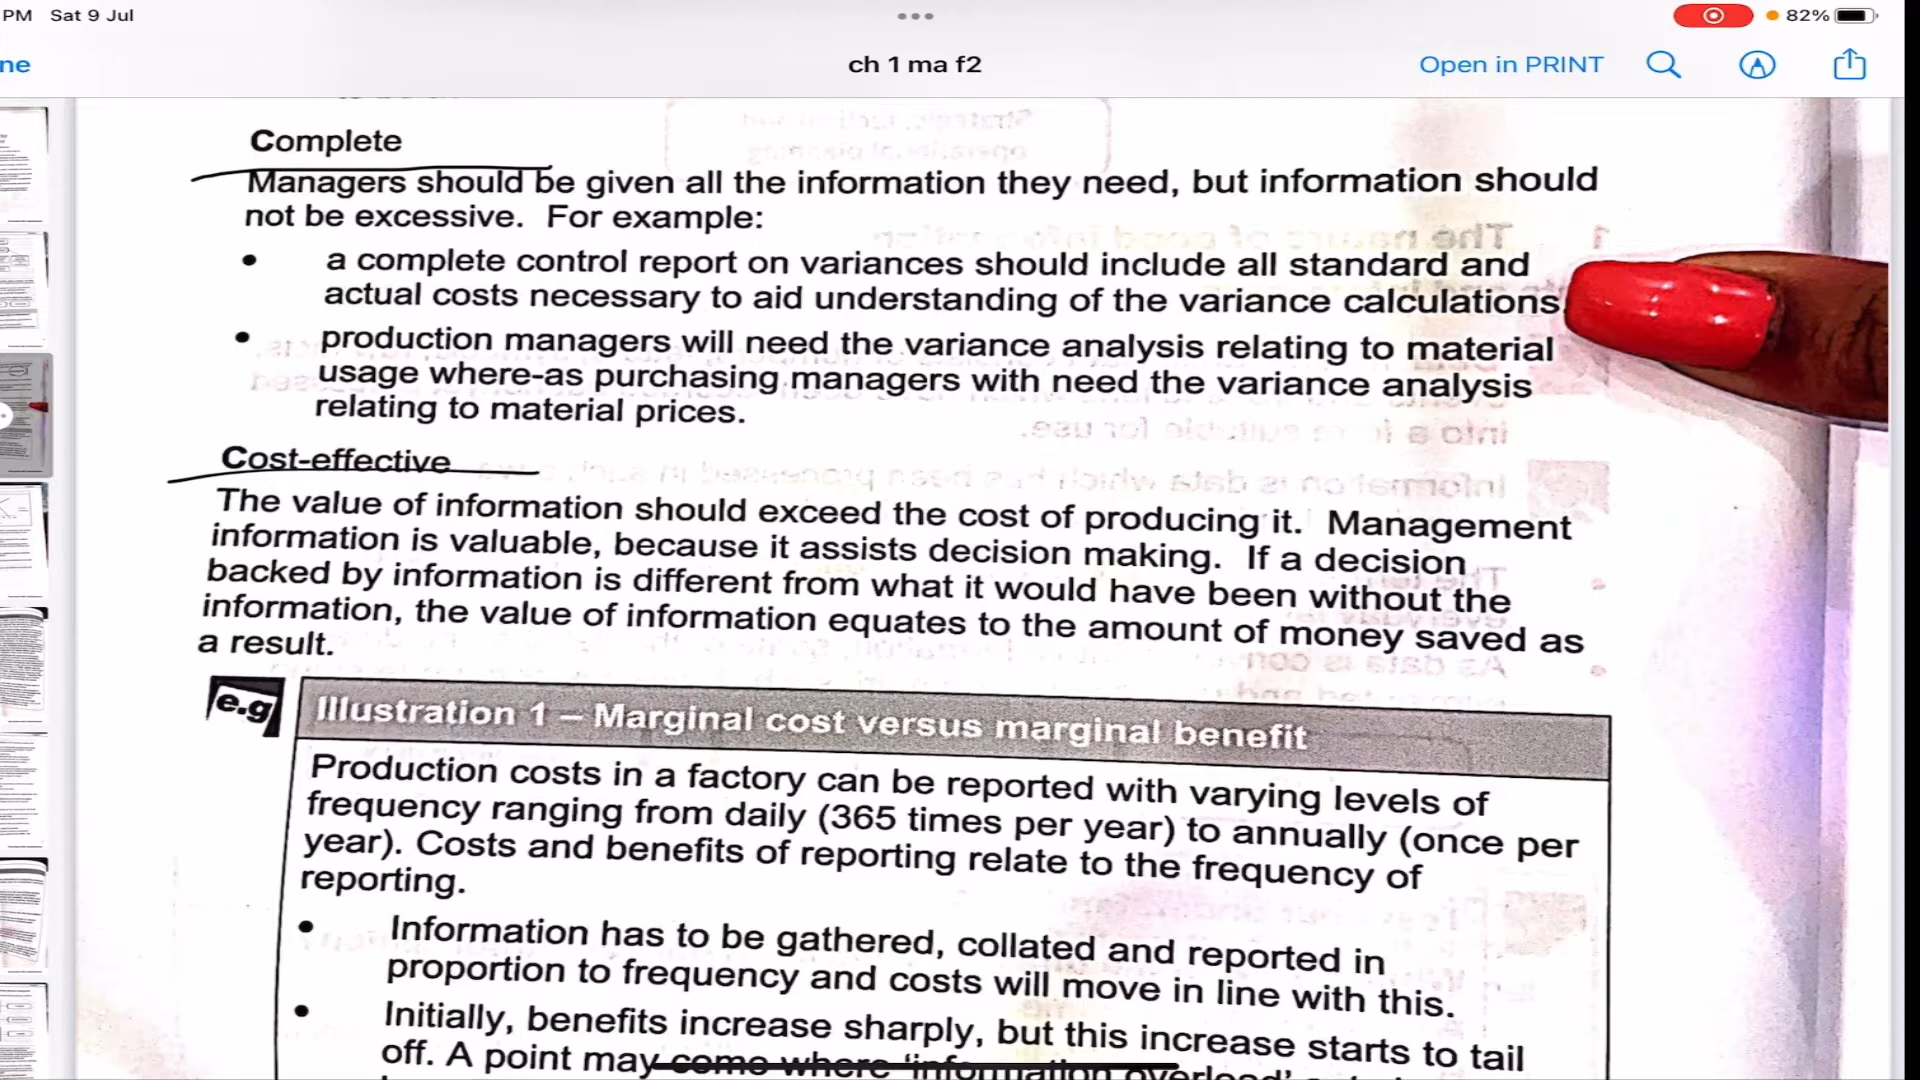 PM Sat 9 Jul
82%
ne
ch 1 ma f2
Open in PRINT
Complete
Managers should be given all the information they need, but information should
not be excessive. For example:
• a complete control report on variances should include all standard and
actual costs necessary to aid understanding of the variance calculations
• production managers will need the variance analysis relating to material
usage where-as purchasing managers with need the variance analysis
relating to material prices.
Cost-effective
The value of information should exceed the cost of producing it. Management
information is valuable, because it assists decision making. If a decision
backed by information is different from what it would have been without the
information, the value of information equates to the amount of money saved as
a result.
e.g
Illustration 1 – Marginal cost versus marginal benefit
Production costs in a factory can be reported with varying levels of
frequency ranging from daily (365 times per year) to annually (once per
year). Costs and benefits of reporting relate to the frequency of
reporting.
• Information has to be gathered, collated and reported in
proportion to frequency and costs will move in line with this.
• Initially, benefits increase sharply, but this increase starts to tail
off. A point may come where 'information overload'